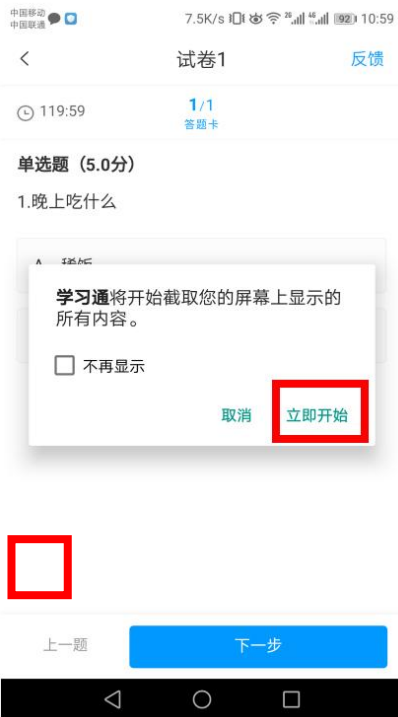 中国移动
中国联通
7.5K/s 26 4G 92 10:59
试卷1
反馈
119:59
1/1
答题卡
单选题（5.0分）
1.晚上吃什么
学习通将开始截取您的屏幕上显示的
所有内容。
不再显示
取消 立即开始
上一题 下一步